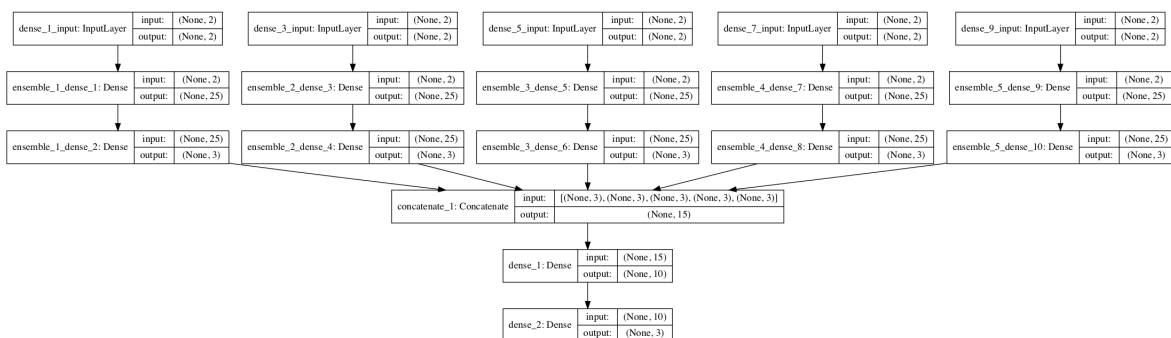 dense_1_input: InputLayer input: (None, 2) output: (None, 2)
dense_3_input: InputLayer input: (None, 2) output: (None, 2)
dense_5_input: InputLayer input: (None, 2) output: (None, 2)
dense_7_input: InputLayer input: (None, 2) output: (None, 2)
dense_9_input: InputLayer input: (None, 2) output: (None, 2)
ensemble_1_dense_1: Dense input: (None, 2) output: (None, 25)
ensemble_2_dense_3: Dense input: (None, 2) output: (None, 25)
ensemble_3_dense_5: Dense input: (None, 2) output: (None, 25)
ensemble_4_dense_7: Dense input: (None, 2) output: (None, 25)
ensemble_5_dense_9: Dense input: (None, 2) output: (None, 25)
ensemble_1_dense_2: Dense input: (None, 25) output: (None, 3)
ensemble_2_dense_4: Dense input: (None, 25) output: (None, 3)
ensemble_3_dense_6: Dense input: (None, 25) output: (None, 3)
ensemble_4_dense_8: Dense input: (None, 25) output: (None, 3)
ensemble_5_dense_10: Dense input: (None, 25) output: (None, 3)
concatenate_1: Concatenate input: [(None, 3), (None, 3), (None, 3), (None, 3), (None, 3)] output: (None, 15)
dense_1: Dense input: (None, 15) output: (None, 10)
dense_2: Dense input: (None, 10) output: (None, 3)